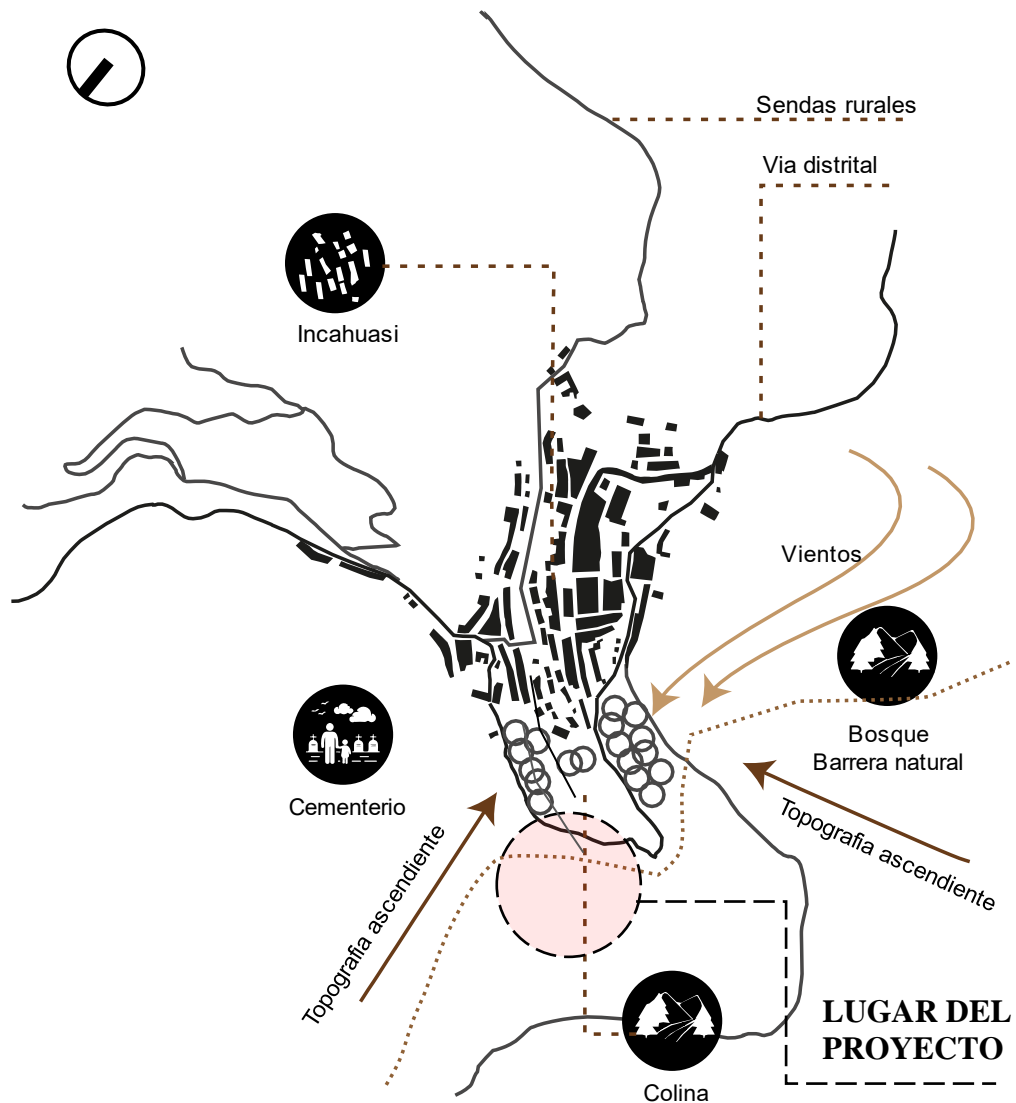 Sendas rurales
Via distrital
Incahuasi
Vientos
Bosque
Barrera natural
Cementerio
Topografia ascendiente
Topografia ascendiente
LUGAR DEL
PROYECTO
Colina